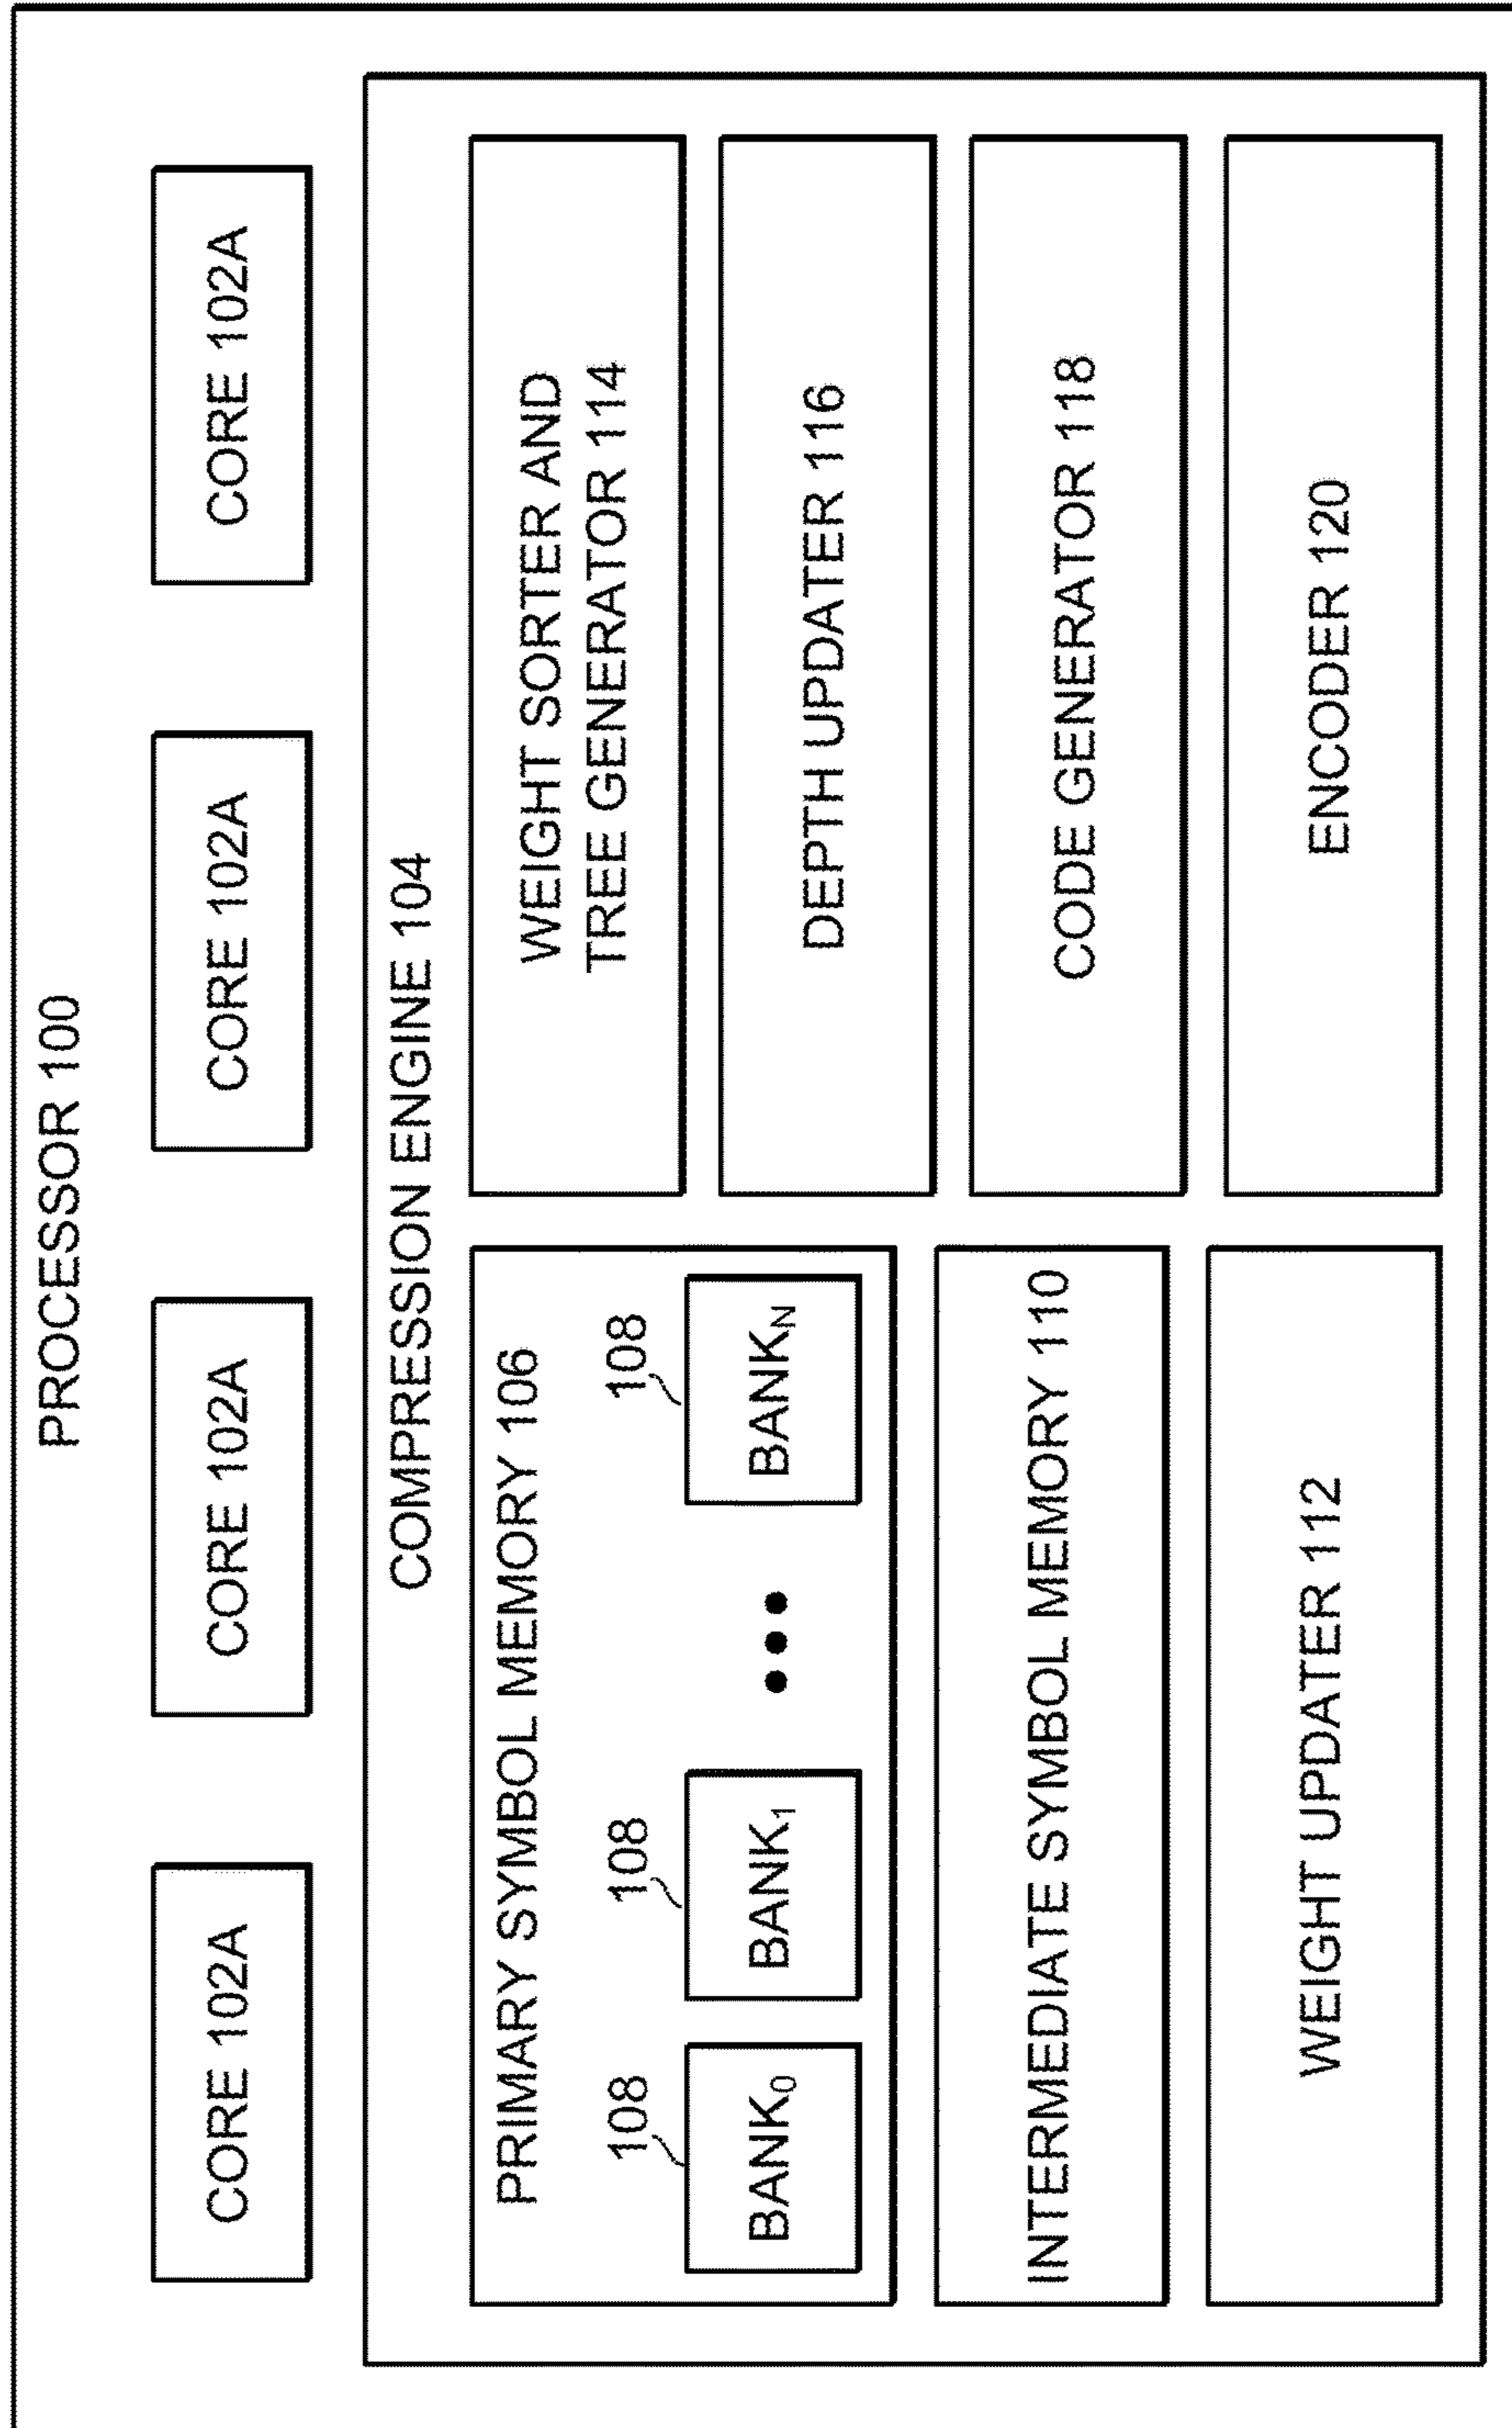 PROCESSOR 100
CORE 102A
CORE 102A
CORE 102A
CORE 102A
COMPRESSION ENGINE 104
PRIMARY SYMBOL MEMORY 106
108
108
108
BANK0
BANK1
BANKN
INTERMEDIATE SYMBOL MEMORY 110
WEIGHT UPDATER 112
WEIGHT SORTER AND
TREE GENERATOR 114
DEPTH UPDATER 116
CODE GENERATOR 118
ENCODER 120